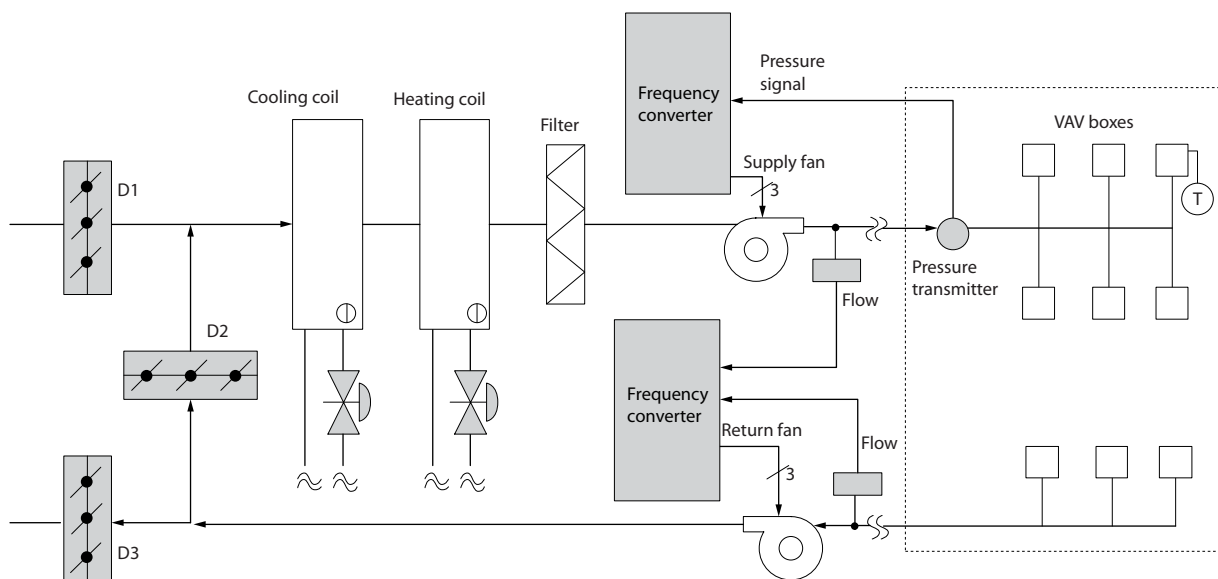 Cooling coil
Heating coil
Filter
Frequency
converter
Pressure
signal
VAV boxes
Supply fan
3
D1
T
Pressure
transmitter
Flow
D2
Frequency
converter
Return fan
3
Flow
D3